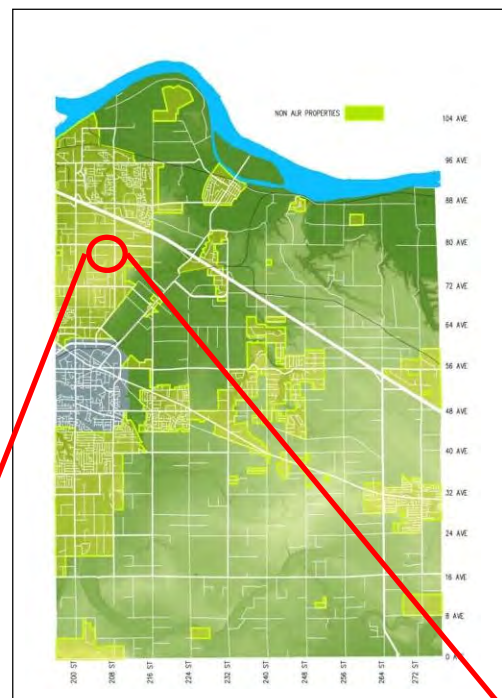 NON ALR PROPERTIES
104 AVE
96 AVE
88 AVE
80 AVE
72 AVE
64 AVE
56 AVE
48 AVE
40 AVE
32 AVE
24 AVE
16 AVE
8 AVE
0 AVE
200 ST
208 ST
216 ST
224 ST
232 ST
240 ST
248 ST
256 ST
264 ST
272 ST